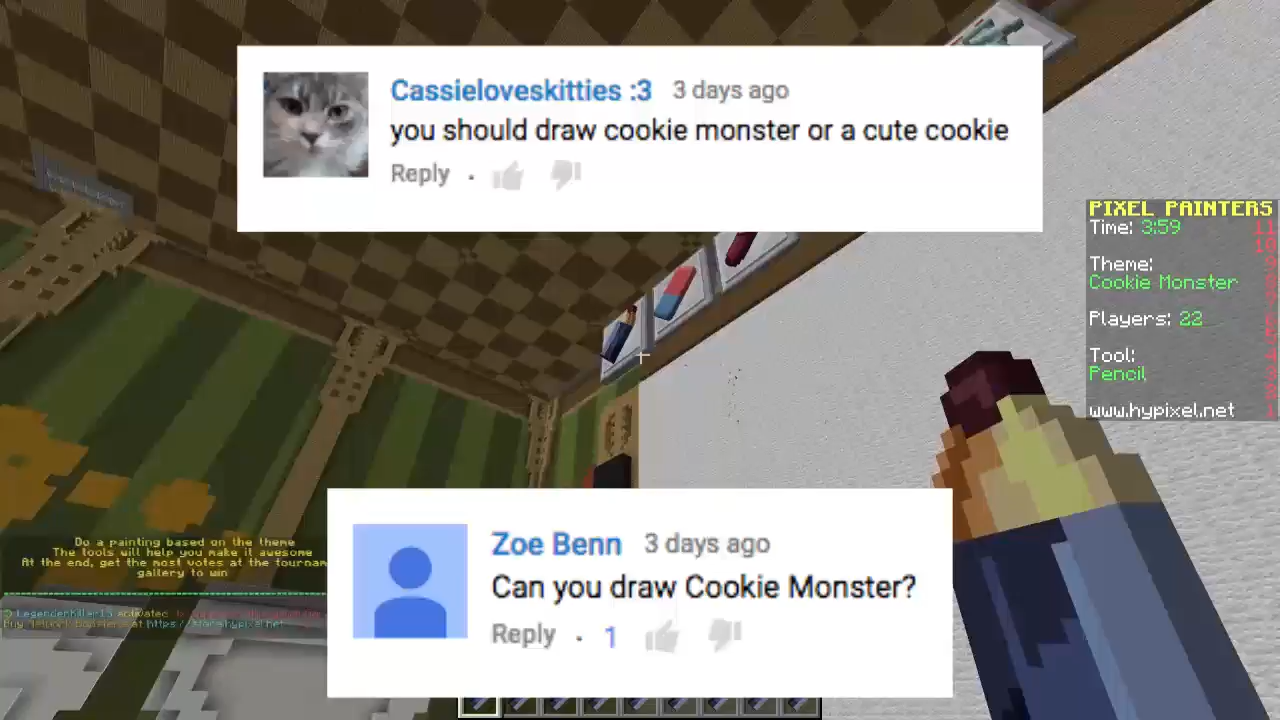 Cassieloveskitties :3 3 days ago
you should draw cookie monster or a cute cookie
Reply
PIXEL PAINTERS
Time: 3:59 11
10
Theme:
Cookie Monster
Players: 22
Tool:
Pencil
www.hypixel.net
Do a painting based on the theme
The tools will help you make it awesome
At the end, get the most votes at the
gallery to win
Zoe Benn 3 days ago
Can you draw Cookie Monster?
Reply · 1